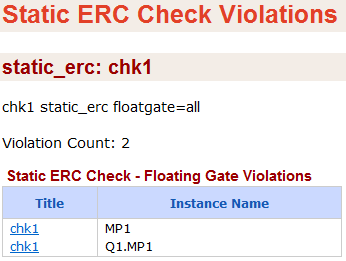 Static ERC Check Violations
static_erc: chk1
chk1 static_erc floatgate=all
Violation Count: 2
Static ERC Check - Floating Gate Violations
Title Instance Name
chk1 MP1
chk1 Q1.MP1